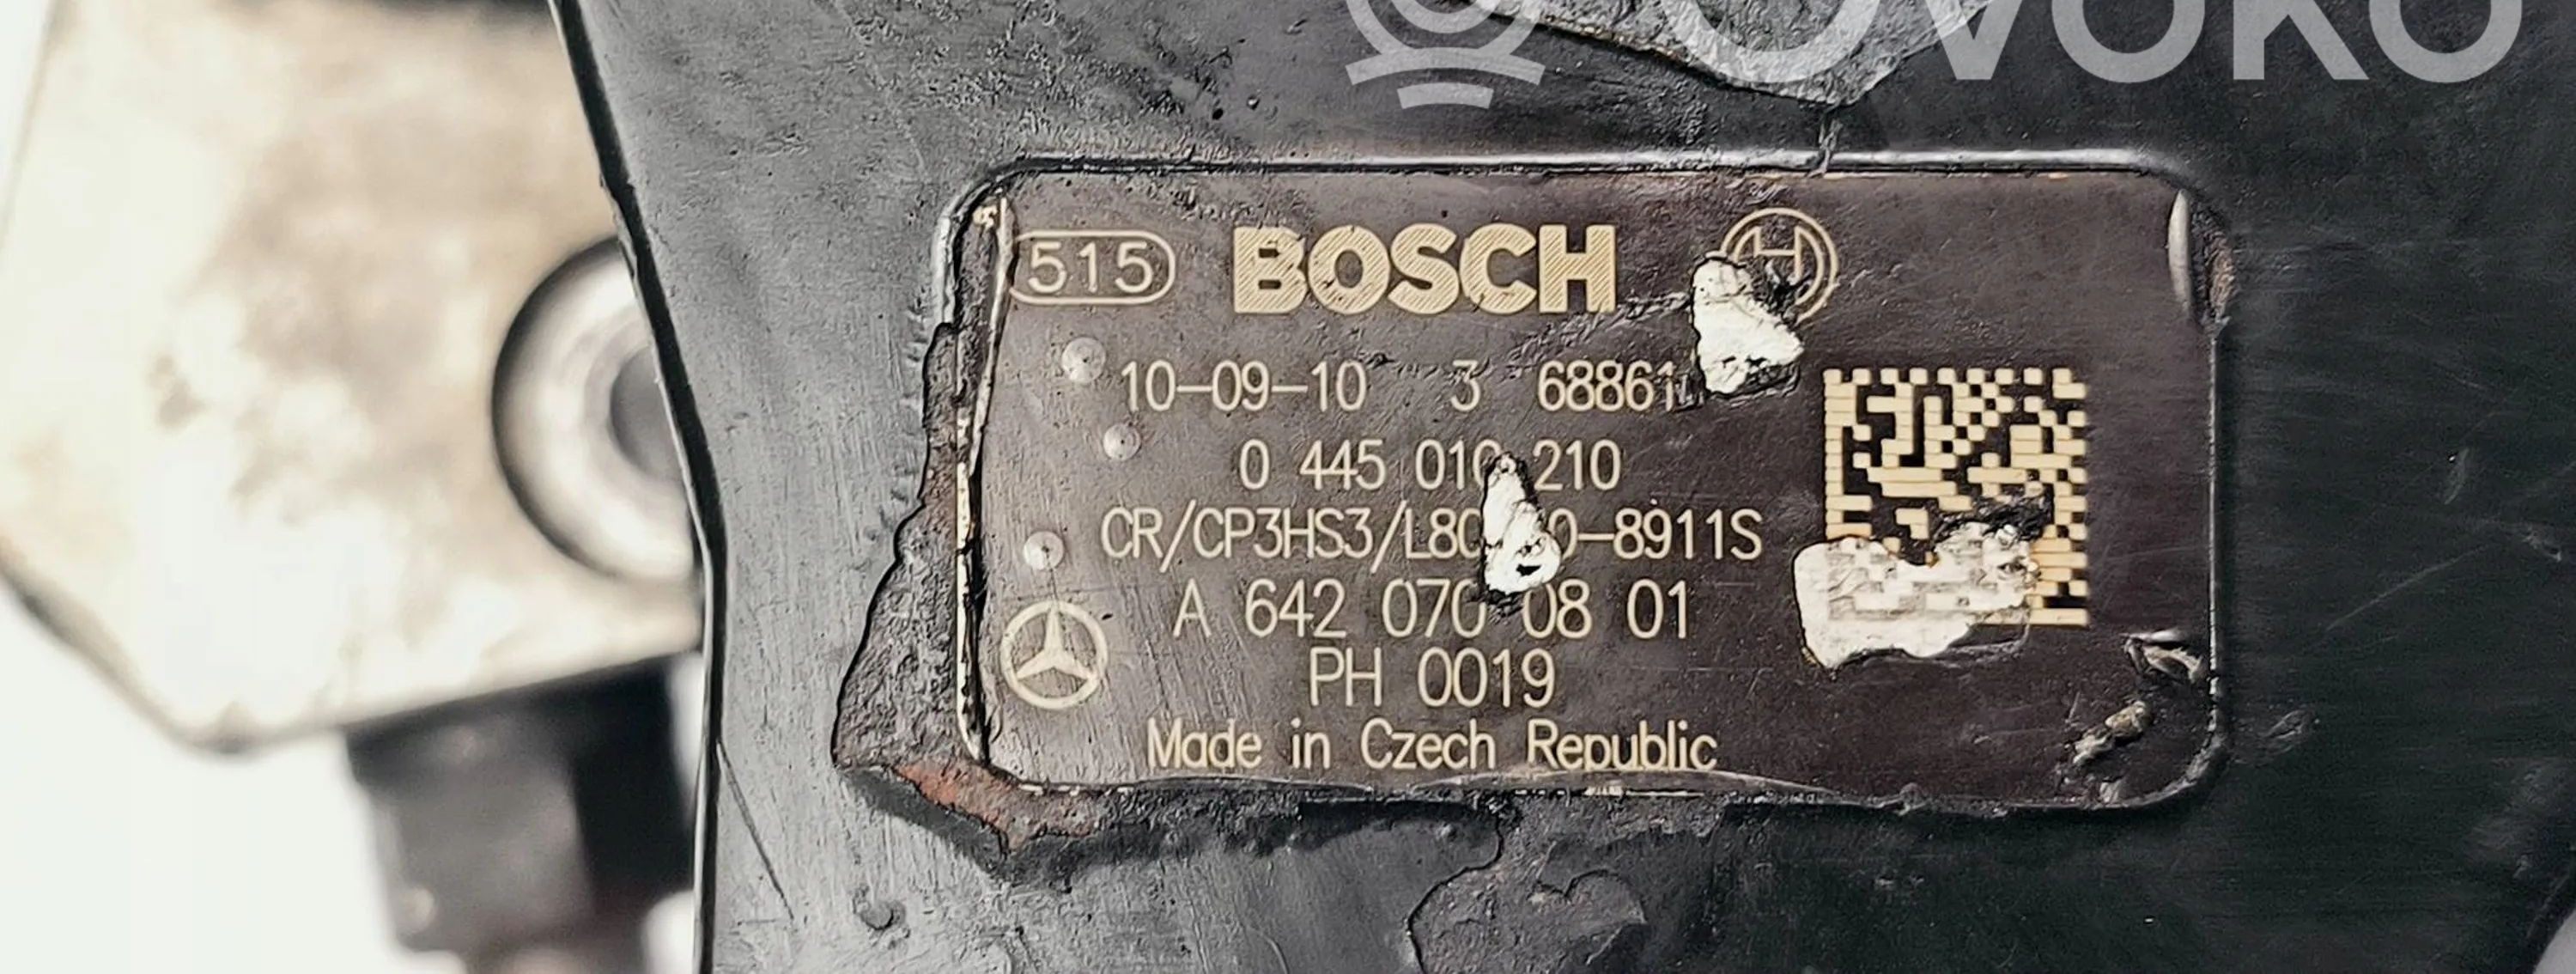 OVOKO
515 BOSCH
10-09-10 3 68861
0 445 010 210
A 642 070 08 01
PH 0019
Made in Czech Republic